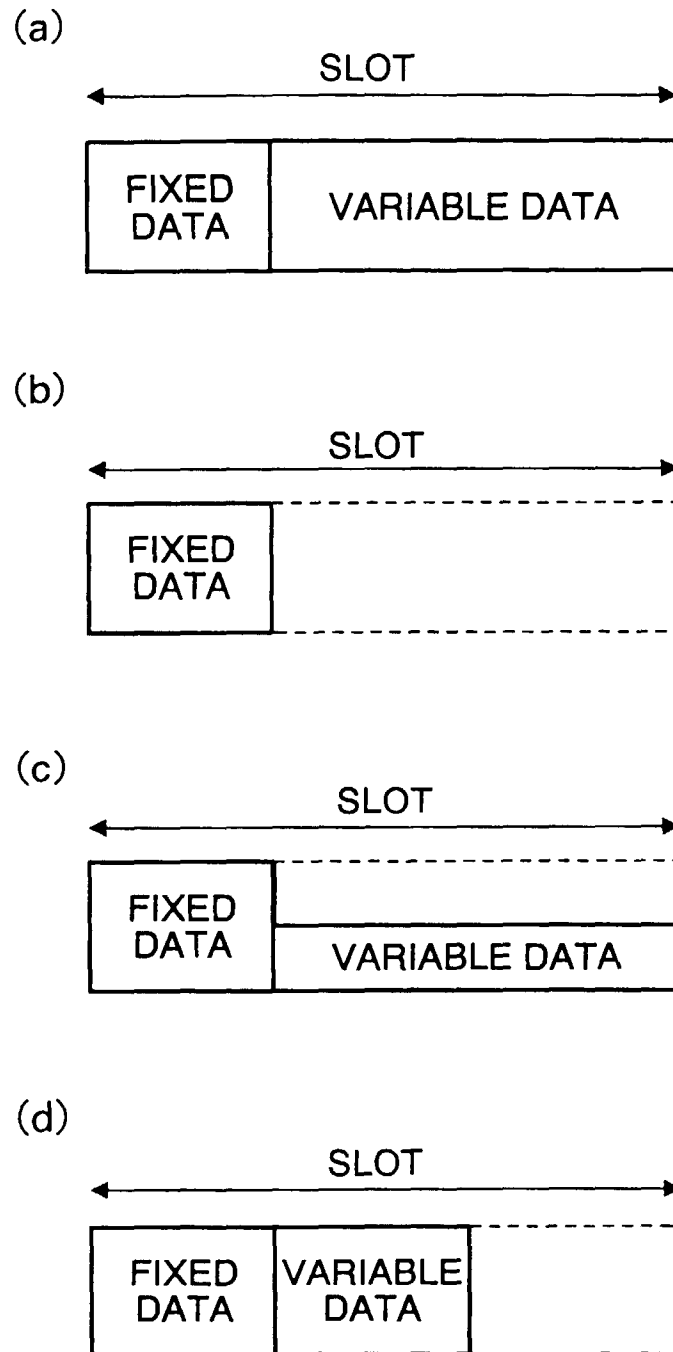 (a)
SLOT
FIXED
DATA
VARIABLE DATA
(b)
SLOT
FIXED
DATA
(c)
SLOT
FIXED
DATA
VARIABLE DATA
(d)
SLOT
FIXED
DATA
VARIABLE
DATA